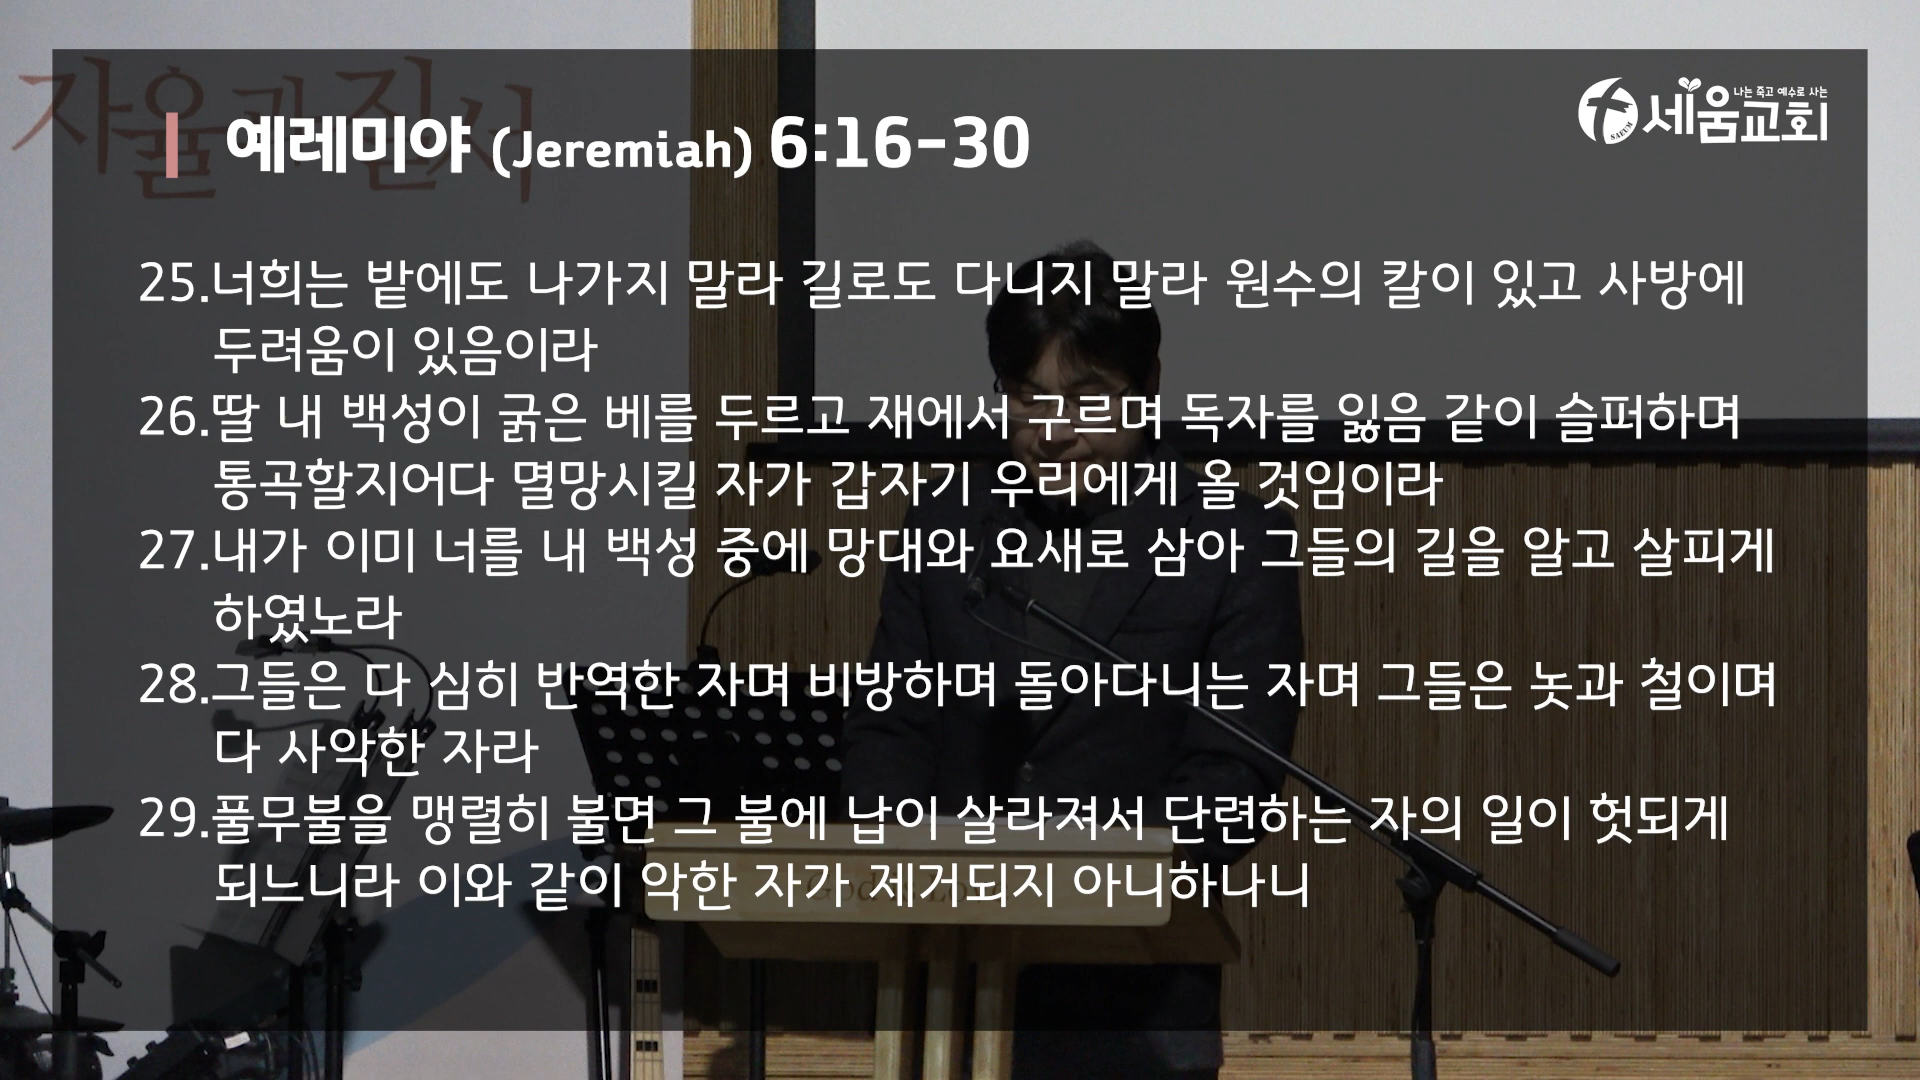 자율과 질서
나는 죽고 예수로 사는
세움교회
SAEUM
예레미야 (Jeremiah) 6:16-30
25.너희는 밭에도 나가지 말라 길로도 다니지 말라 원수의 칼이 있고 사방에
두려움이 있음이라
26.딸 내 백성이 굵은 베를 두르고 재에서 구르며 독자를 잃음 같이 슬퍼하며
통곡할지어다 멸망시킬 자가 갑자기 우리에게 올 것임이라
27.내가 이미 너를 내 백성 중에 망대와 요새로 삼아 그들의 길을 알고 살피게
하였노라
28.그들은 다 심히 반역한 자며 비방하며 돌아다니는 자며 그들은 놋과 철이며
다 사악한 자라
29.풀무불을 맹렬히 불면 그 불에 납이 살라져서 단련하는 자의 일이 헛되게
되느니라 이와 같이 악한 자가 제거되지 아니하나니